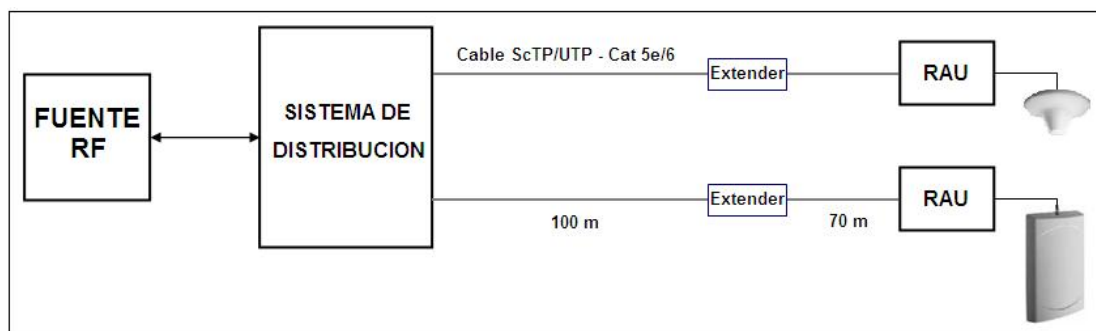 Cable ScTP/UTP - Cat 5e/6
Extender
RAU
FUENTE
RF
SISTEMA DE
DISTRIBUCION
Extender
RAU
100 m
70 m